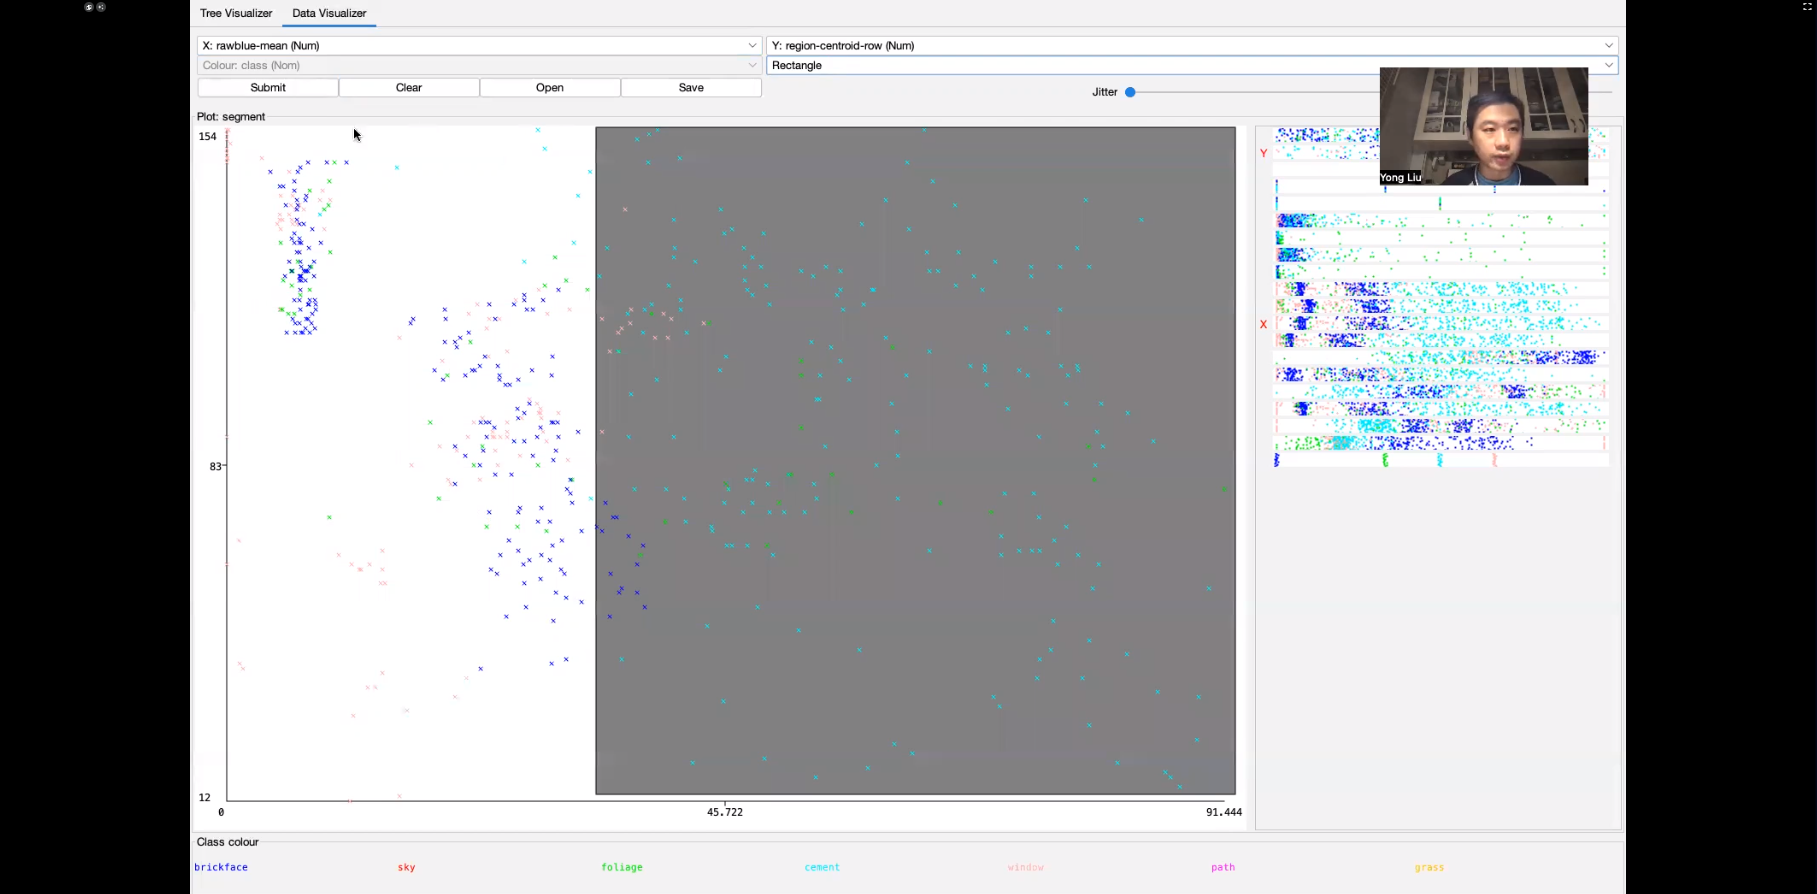 Tree Visualizer Data Visualizer
X: rawblue-mean (Num) Y: region-centroid-row (Num)
Colour: class (Nom) Rectangle
Submit Clear Open Save Jitter
Plot: segment
154
Y
Yong Liu
X
83
12
0 45.722 91.444
Class colour
brickface sky foliage cement window path grass